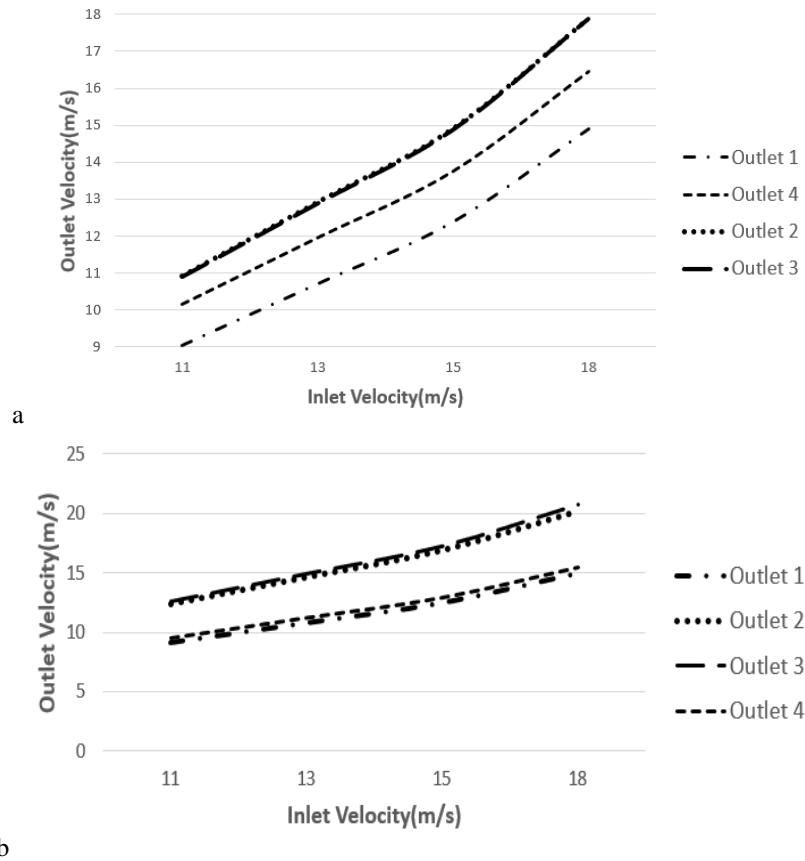 18
17
16
15
14
13
12
11
10
9
Outlet Velocity(m/s)
11 13 15 18
Inlet Velocity(m/s)
Outlet 1
Outlet 4
Outlet 2
Outlet 3
a
25
20
15
10
5
0
Outlet Velocity(m/s)
11 13 15 18
Inlet Velocity(m/s)
Outlet 1
Outlet 2
Outlet 3
Outlet 4
b